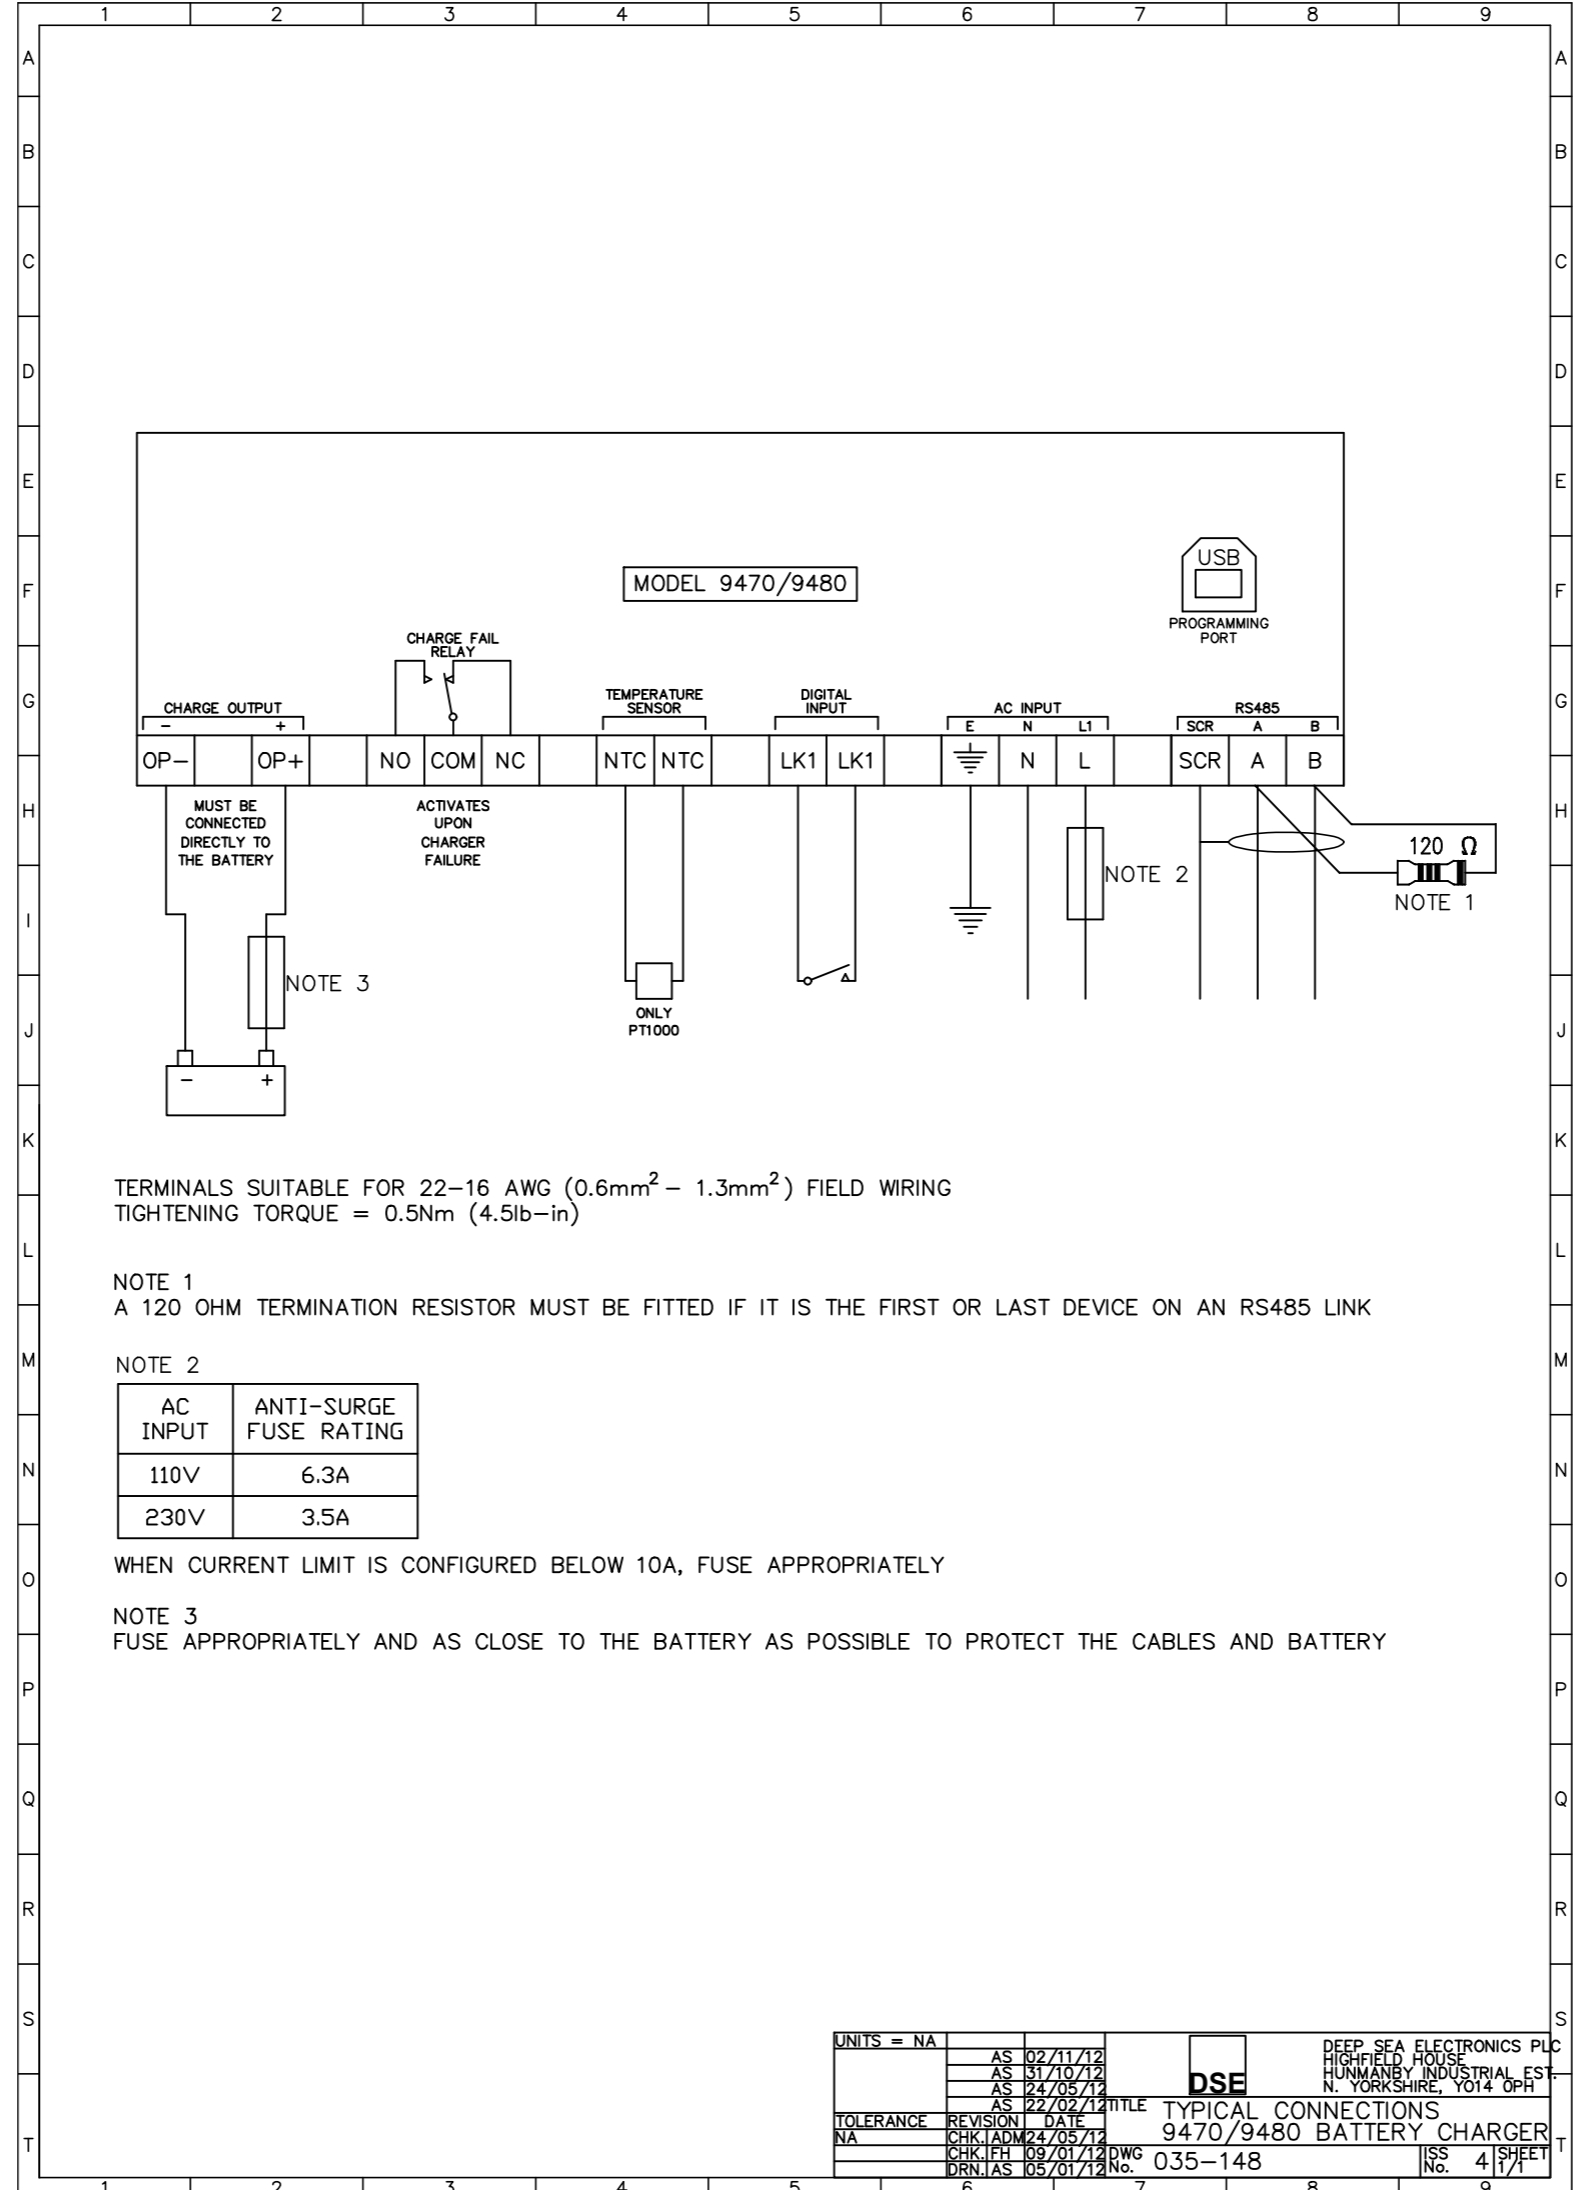 1 2 3 4 5 6 7 8 9
A A
B B
C C
D D
E E
F F
G G
H H
I
J J
K K
L L
M M
N N
O O
P P
Q Q
R R
S S
T T
MODEL 9470/9480
USB
PROGRAMMING
PORT
CHARGE FAIL
RELAY
CHARGE OUTPUT
− +
TEMPERATURE
SENSOR
DIGITAL
INPUT
AC INPUT
E N L1
RS485
SCR A B
OP− OP+ NO COM NC NTC NTC LK1 LK1 N L SCR A B
MUST BE
CONNECTED
DIRECTLY TO
THE BATTERY
ACTIVATES
UPON
CHARGER
FAILURE
NOTE 2
120 Ω
NOTE 1
NOTE 3
ONLY
PT1000
− +
TERMINALS SUITABLE FOR 22−16 AWG (0.6mm² − 1.3mm²) FIELD WIRING
TIGHTENING TORQUE = 0.5Nm (4.5lb−in)
NOTE 1
A 120 OHM TERMINATION RESISTOR MUST BE FITTED IF IT IS THE FIRST OR LAST DEVICE ON AN RS485 LINK
NOTE 2
AC INPUT ANTI-SURGE FUSE RATING
110V 6.3A
230V 3.5A
WHEN CURRENT LIMIT IS CONFIGURED BELOW 10A, FUSE APPROPRIATELY
NOTE 3
FUSE APPROPRIATELY AND AS CLOSE TO THE BATTERY AS POSSIBLE TO PROTECT THE CABLES AND BATTERY
UNITS = NA
AS 02/11/12
AS 31/10/12
AS 24/05/12
AS 22/02/12
TOLERANCE REVISION DATE
NA CHK. ADM 24/05/12
CHK. FH 09/01/12
DRN. AS 05/01/12
DSE
DEEP SEA ELECTRONICS PLC
HIGHFIELD HOUSE
HUNMANBY INDUSTRIAL EST.
N. YORKSHIRE, YO14 0PH
TITLE TYPICAL CONNECTIONS
9470/9480 BATTERY CHARGER
DWG No. 035−148
ISS No. 4
SHEET 1/1
1 2 3 4 5 6 7 8 9